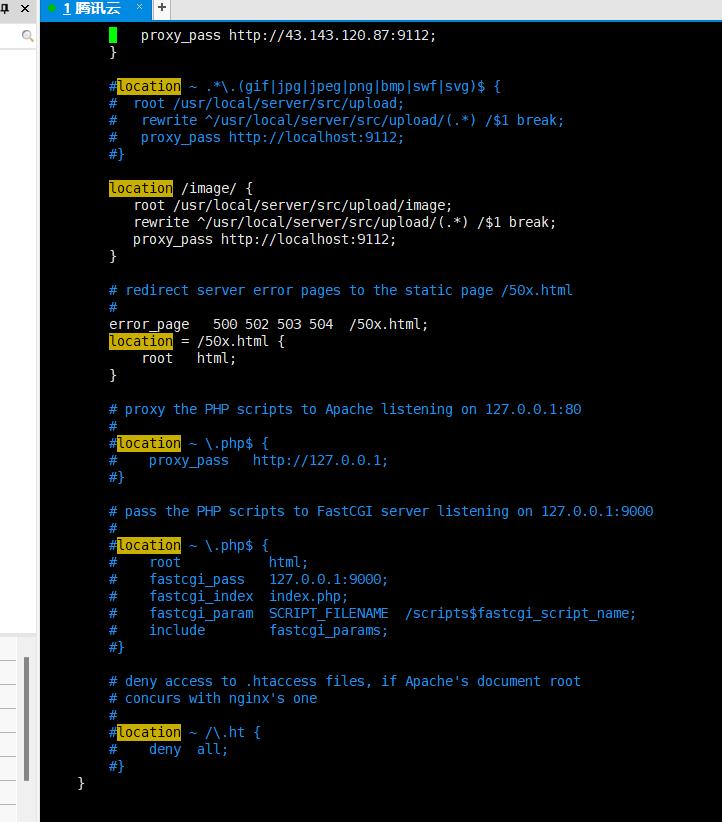 1 腾讯云 × +
proxy_pass http://43.143.120.87:9112;
}
#location ~ .*\.(gif|jpg|jpeg|png|bmp|swf|svg)$ {
#  root /usr/local/server/src/upload;
#   rewrite ^/usr/local/server/src/upload/(.*) /$1 break;
#   proxy_pass http://localhost:9112;
#}
location /image/ {
root /usr/local/server/src/upload/image;
rewrite ^/usr/local/server/src/upload/(.*) /$1 break;
proxy_pass http://localhost:9112;
}
# redirect server error pages to the static page /50x.html
#
error_page   500 502 503 504  /50x.html;
location = /50x.html {
root   html;
}
# proxy the PHP scripts to Apache listening on 127.0.0.1:80
#
#location ~ \.php$ {
#    proxy_pass   http://127.0.0.1;
#}
# pass the PHP scripts to FastCGI server listening on 127.0.0.1:9000
#
#location ~ \.php$ {
#    root           html;
#    fastcgi_pass   127.0.0.1:9000;
#    fastcgi_index  index.php;
#    fastcgi_param  SCRIPT_FILENAME  /scripts$fastcgi_script_name;
#    include        fastcgi_params;
#}
# deny access to .htaccess files, if Apache's document root
# concurs with nginx's one
#
#location ~ /\.ht {
#    deny  all;
#}
}